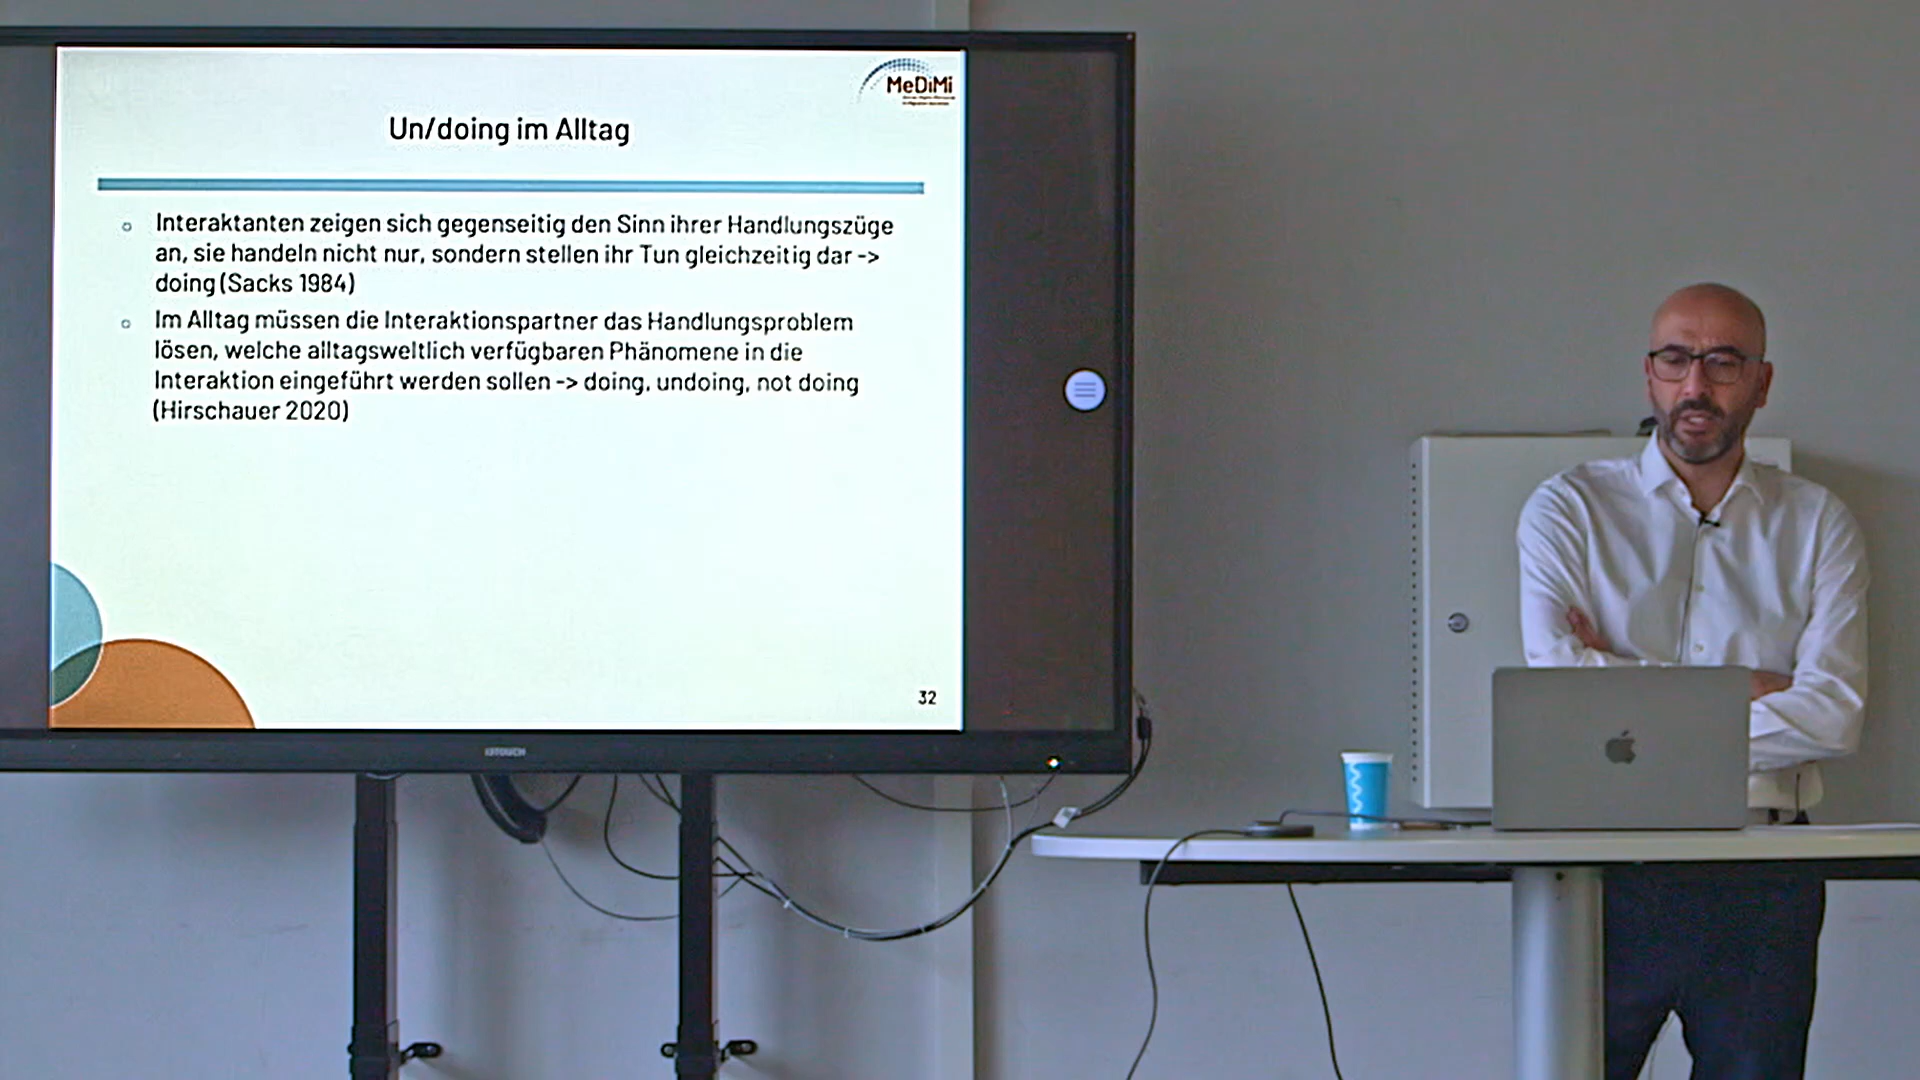 MeDiMi
Un/doing im Alltag
Interaktanten zeigen sich gegenseitig den Sinn ihrer Handlungszüge
an, sie handeln nicht nur, sondern stellen ihr Tun gleichzeitig dar ->
doing (Sacks 1984)
Im Alltag müssen die Interaktionspartner das Handlungsproblem
lösen, welche alltagsweltlich verfügbaren Phänomene in die
Interaktion eingeführt werden sollen -> doing, undoing, not doing
(Hirschauer 2020)
32